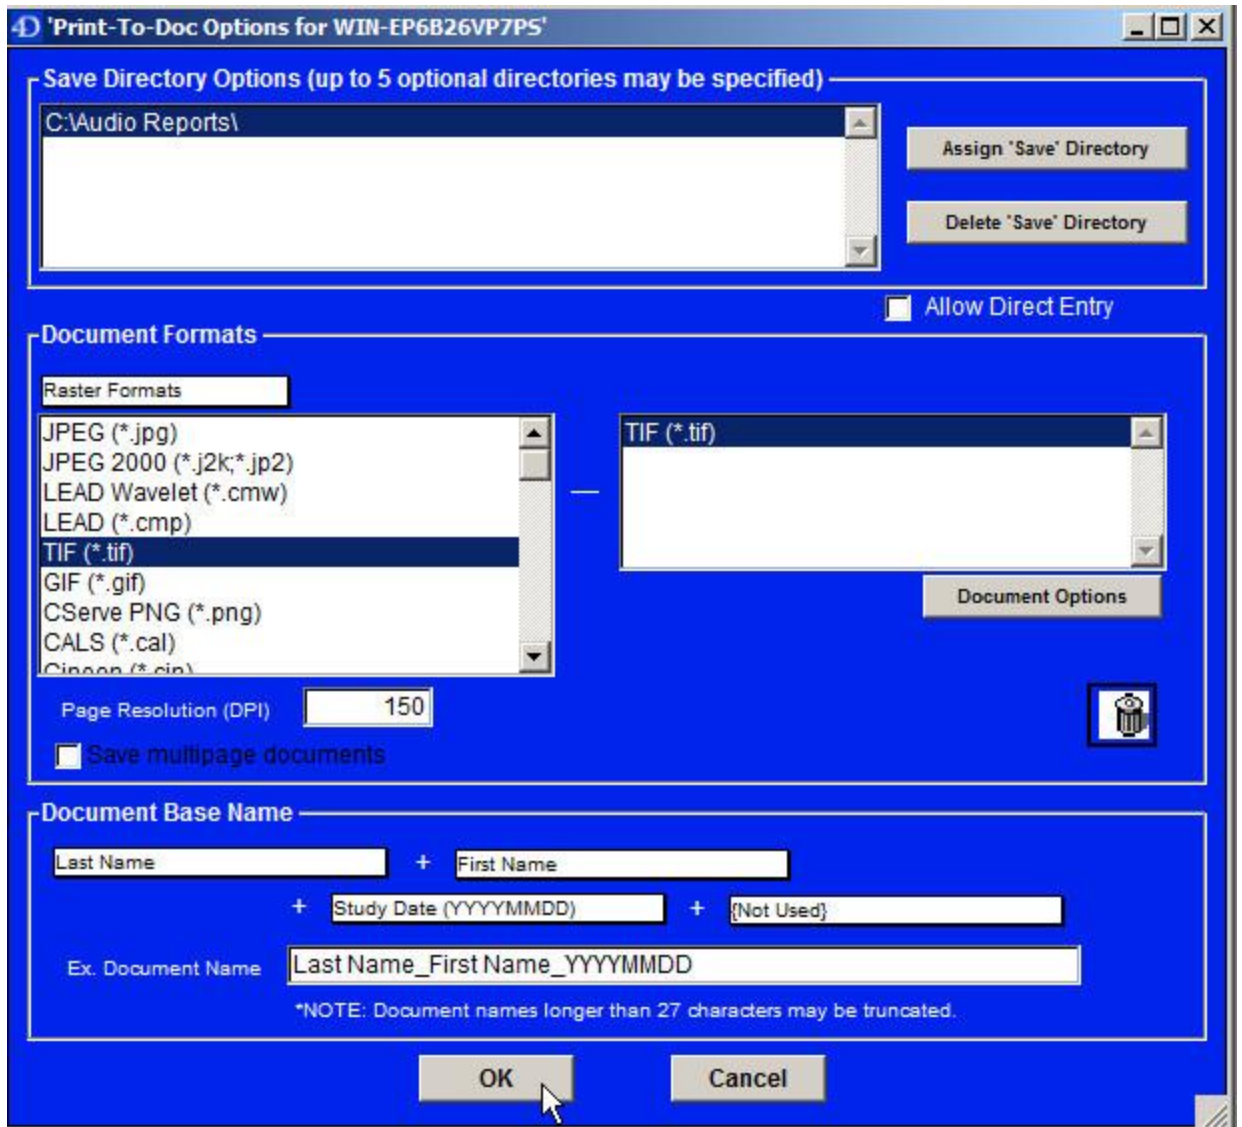 4D 'Print-To-Doc Options for WIN-EP6B26VP7PS'
Save Directory Options (up to 5 optional directories may be specified)
C:\Audio Reports\
Assign 'Save' Directory
Delete 'Save' Directory
Allow Direct Entry
Document Formats
Raster Formats
JPEG (*.jpg)
JPEG 2000 (*.j2k;*.jp2)
LEAD Wavelet (*.cmw)
LEAD (*.cmp)
TIF (*.tif)
GIF (*.gif)
CServe PNG (*.png)
CALS (*.cal)
Cineon (*.cin)
TIF (*.tif)
Document Options
Page Resolution (DPI) 150
Save multipage documents
Document Base Name
Last Name + First Name
+ Study Date (YYYYMMDD) + {Not Used}
Ex. Document Name Last Name_First Name_YYYYMMDD
*NOTE: Document names longer than 27 characters may be truncated.
OK Cancel